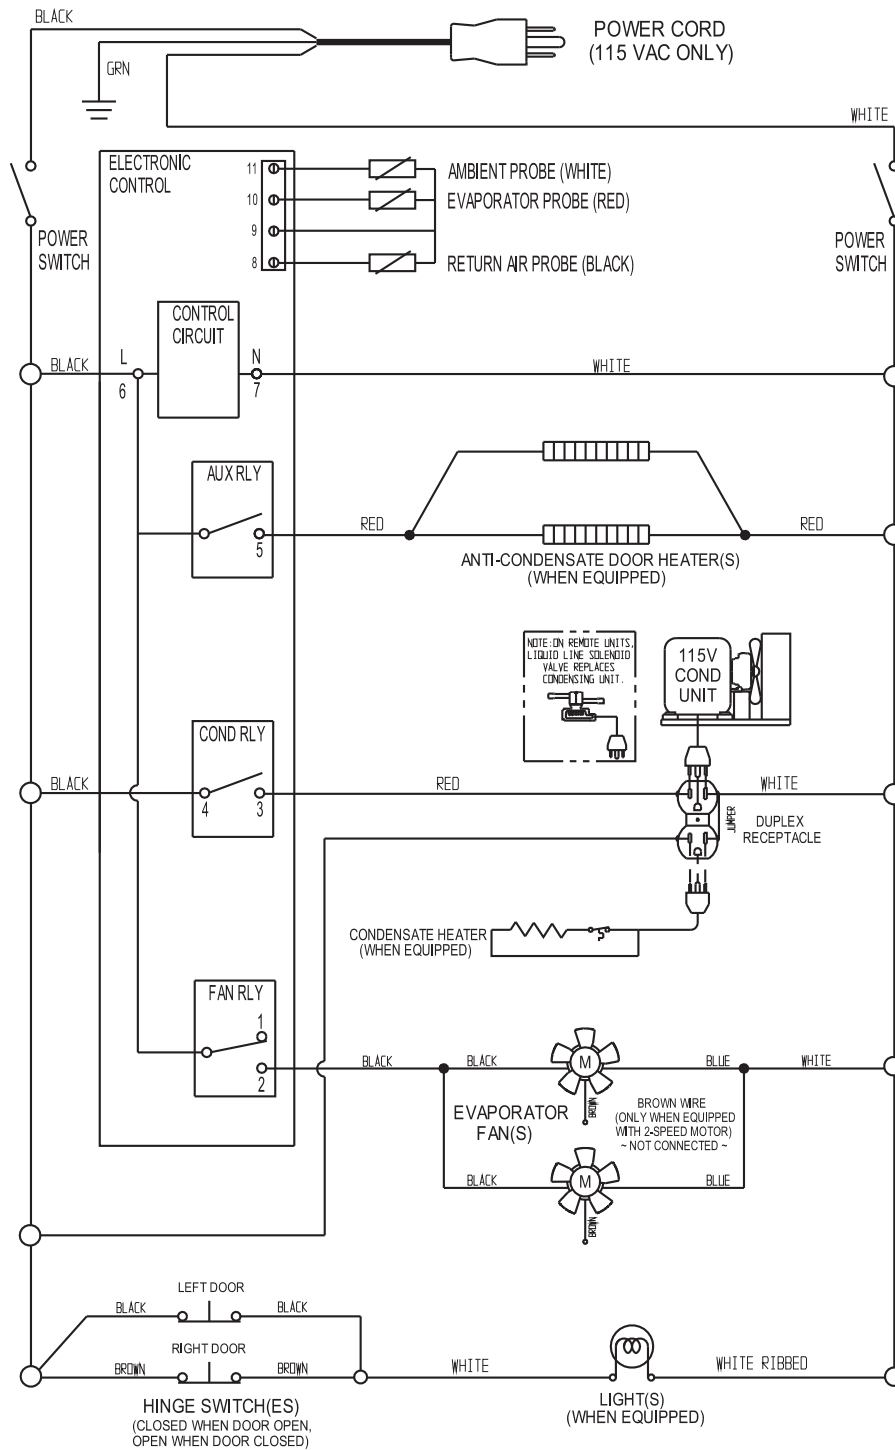 BLACK
POWER CORD
(115 VAC ONLY)
GRN
WHITE
ELECTRONIC
CONTROL
11
AMBIENT PROBE (WHITE)
10
EVAPORATOR PROBE (RED)
9
8
RETURN AIR PROBE (BLACK)
POWER
SWITCH
POWER
SWITCH
CONTROL
CIRCUIT
BLACK
L
6
N
7
WHITE
AUX RLY
5
RED
RED
ANTI-CONDENSATE DOOR HEATER(S)
(WHEN EQUIPPED)
NOTE:ON REMOTE UNITS,
LIQUID LINE SOLENOID
VALVE REPLACES
CONDENSING UNIT.
115V
COND
UNIT
COND RLY
BLACK
4
3
RED
WHITE
JUMPER
DUPLEX
RECEPTACLE
CONDENSATE HEATER
(WHEN EQUIPPED)
FAN RLY
1
2
BLACK
BLACK
M
BLUE
WHITE
BROWN
EVAPORATOR
FAN(S)
BROWN WIRE
(ONLY WHEN EQUIPPED
WITH 2-SPEED MOTOR)
~ NOT CONNECTED ~
BLACK
M
BLUE
BROWN
LEFT DOOR
BLACK
BLACK
RIGHT DOOR
BROWN
BROWN
WHITE
WHITE RIBBED
HINGE SWITCH(ES)
(CLOSED WHEN DOOR OPEN,
OPEN WHEN DOOR CLOSED)
LIGHT(S)
(WHEN EQUIPPED)